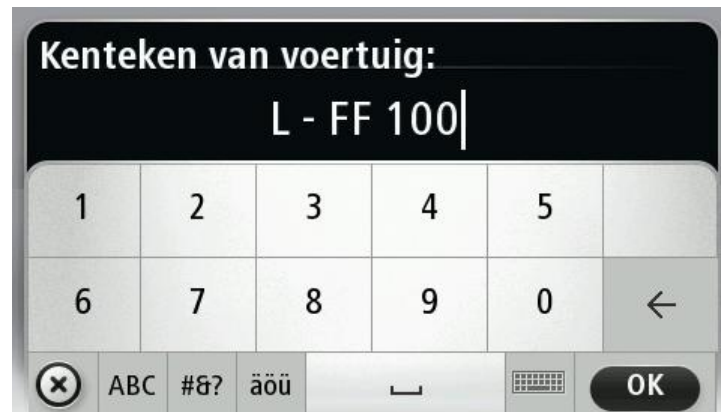 Kenteken van voertuig:
L - FF 100
1 2 3 4 5
6 7 8 9 0 ←
ABC #&? äöü OK